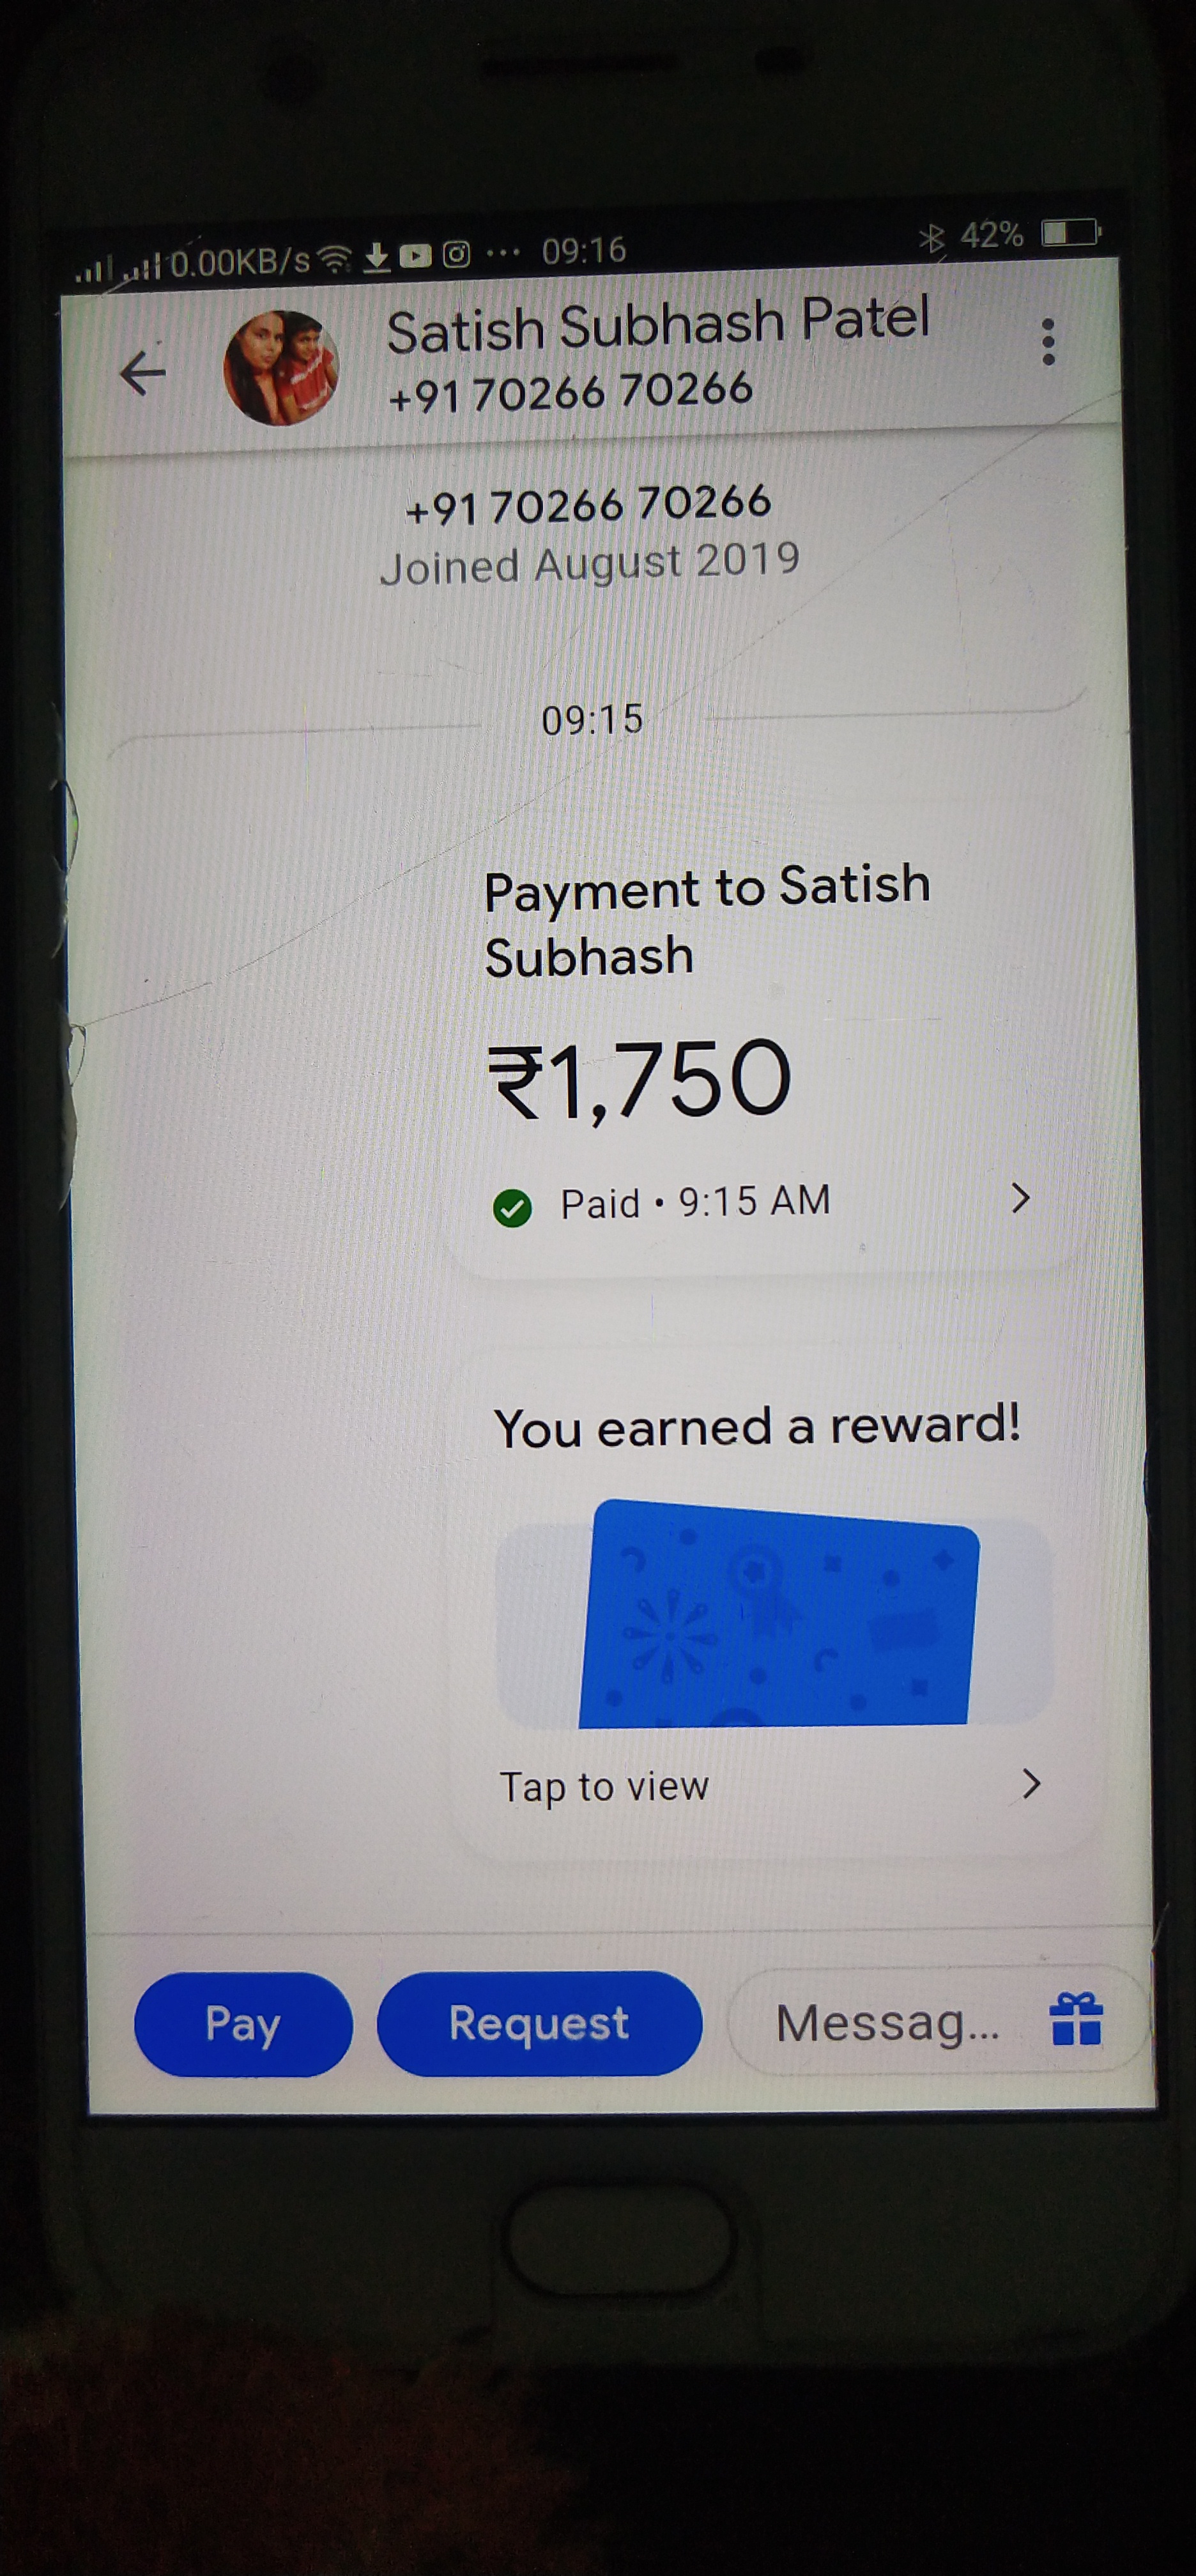 0.00KB/s ... 09:16 42%
Satish Subhash Patel
+91 70266 70266
+91 70266 70266
Joined August 2019
09:15
Payment to Satish
Subhash
₹1,750
Paid • 9:15 AM
You earned a reward!
Tap to view
Pay
Request
Messag...